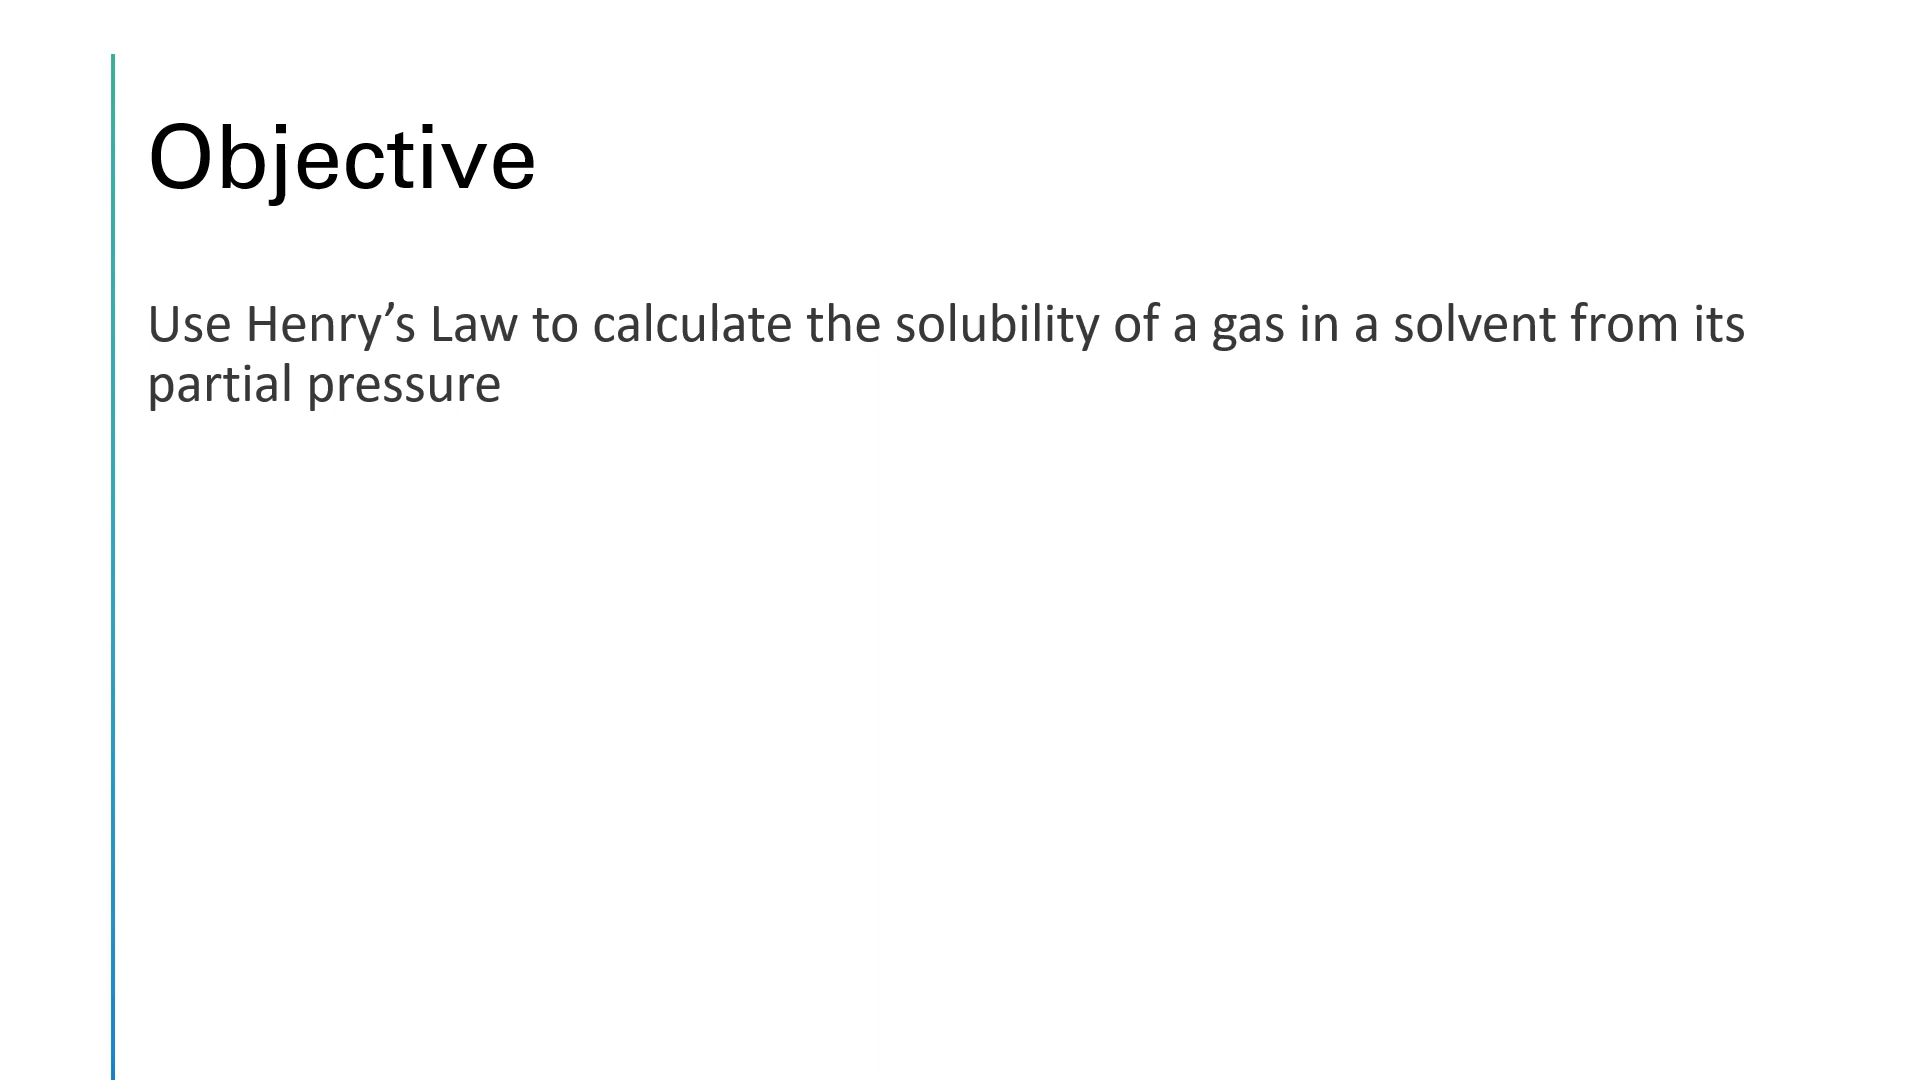 Objective
Use Henry’s Law to calculate the solubility of a gas in a solvent from its
partial pressure